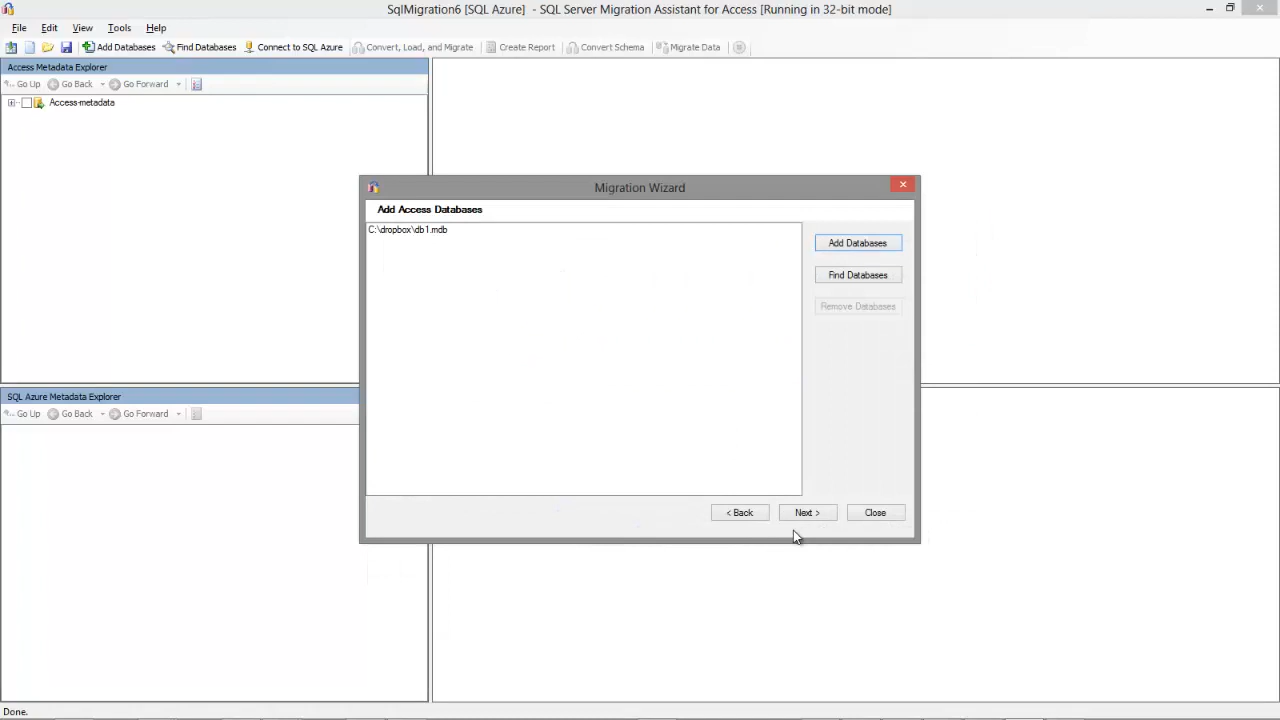 SqlMigration6 [SQL Azure] - SQL Server Migration Assistant for Access [Running in 32-bit mode]
File Edit View Tools Help
Add Databases Find Databases Connect to SQL Azure Convert, Load, and Migrate Create Report Convert Schema Migrate Data
Access Metadata Explorer
Go Up Go Back Go Forward
Access-metadata
Migration Wizard
Add Access Databases
C:\dropbox\db1.mdb
Add Databases
Find Databases
Remove Databases
SQL Azure Metadata Explorer
Go Up Go Back Go Forward
< Back Next > Close
Done.